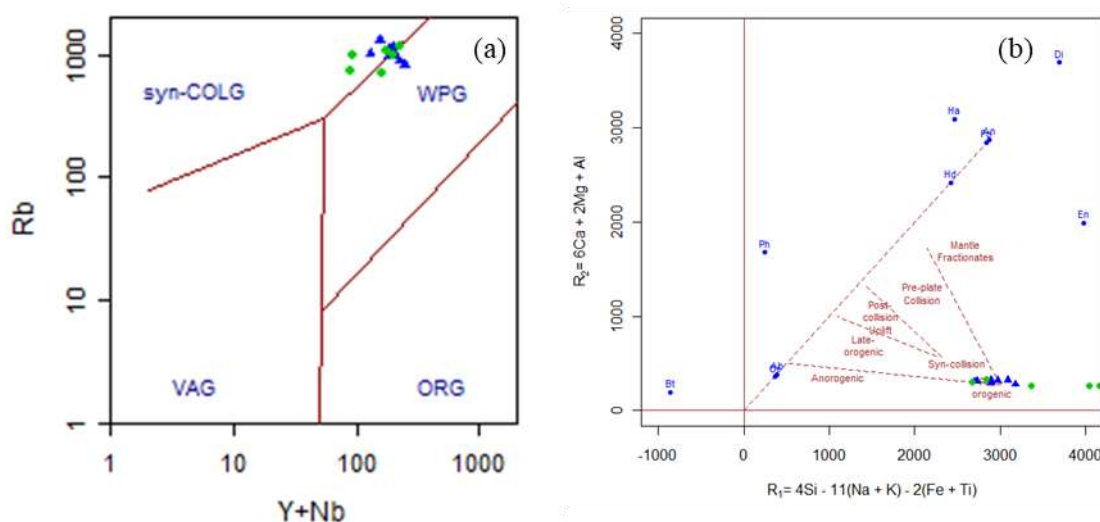 (a)
syn-COLG
WPG
VAG
ORG
Rb
1
10
100
1000
1
10
100
1000
Y+Nb
(b)
Di
Ha
An
Hd
En
Ph
Mantle
Fractionates
Pre-plate
Collision
Post-
collision
Uplift
Late-
orogenic
Syn-collision
Anorogenic
orogenic
Bt
R2= 6Ca + 2Mg + Al
0
1000
2000
3000
4000
-1000
0
1000
2000
3000
4000
R1= 4Si - 11(Na + K) - 2(Fe + Ti)